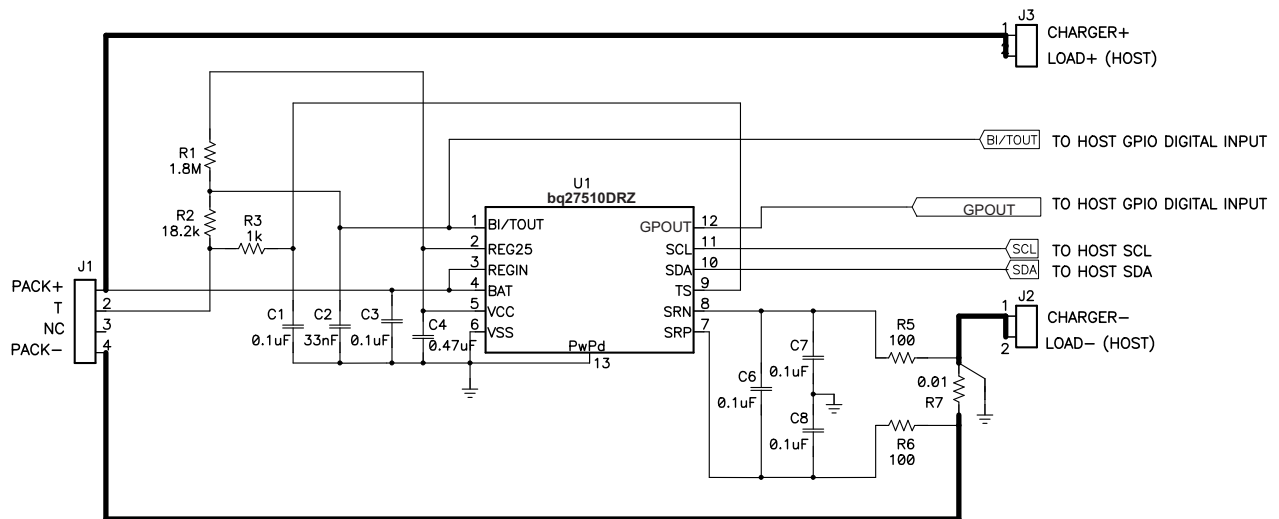 J3
1
CHARGER+
LOAD+ (HOST)
R1
1.8M
BI/TOUT
TO HOST GPIO DIGITAL INPUT
U1
bq27510DRZ
R2
18.2k
R3
1k
1
BI/TOUT
GPOUT
12
GPOUT
TO HOST GPIO DIGITAL INPUT
2
REG25
SCL
11
SCL
TO HOST SCL
3
REGIN
SDA
10
SDA
TO HOST SDA
J1
PACK+
1
4
BAT
TS
9
T
2
5
VCC
SRN
8
NC
3
6
VSS
SRP
7
PACK-
4
PwPd
13
C1
0.1uF
C2
33nF
C3
0.1uF
C4
0.47uF
J2
1
CHARGER-
2
LOAD- (HOST)
R5
100
C7
0.1uF
C6
0.1uF
0.01
R7
C8
0.1uF
R6
100